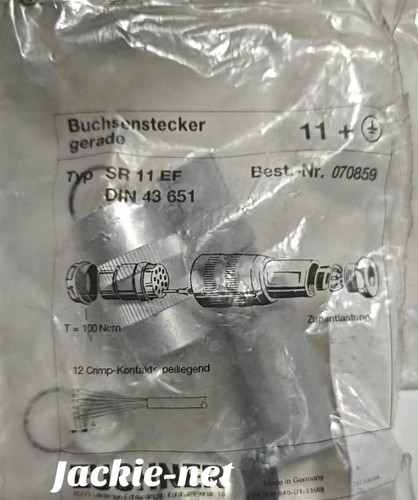 Buchsenstecker
gerade
11 +
Typ SR 11 EF
Best.-Nr. 070859
DIN 43 651
T = 100 Ncm
Zugentlastung
12 Crimp-Kontakte beiliegend
Jackie-net
Made in Germany